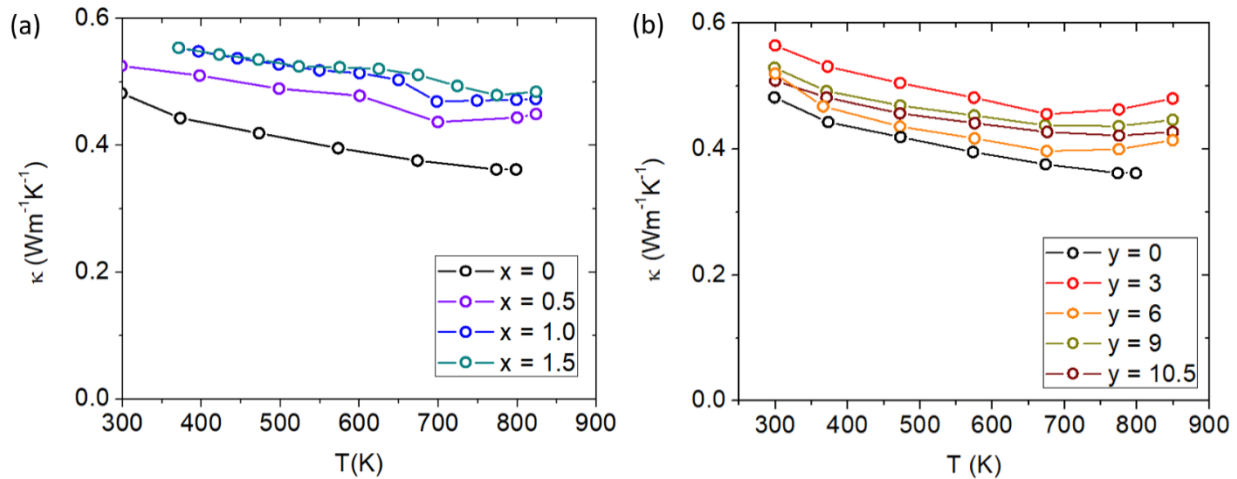 (a)
0.6
0.4
0.2
0.0
κ (Wm⁻¹K⁻¹)
300 400 500 600 700 800 900
T(K)
x = 0
x = 0.5
x = 1.0
x = 1.5
(b)
0.6
0.4
0.2
0.0
κ (Wm⁻¹K⁻¹)
300 400 500 600 700 800 900
T (K)
y = 0
y = 3
y = 6
y = 9
y = 10.5